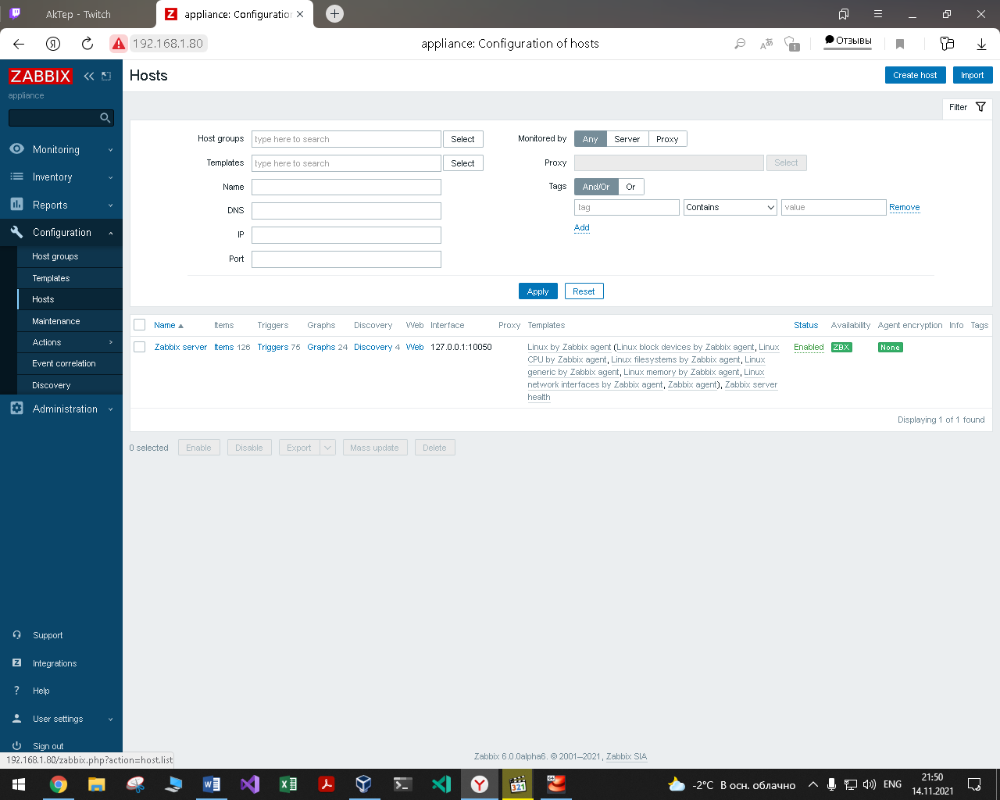 AkTep - Twitch
appliance: Configuration
192.168.1.80
appliance: Configuration of hosts
1
Отзывы
ZABBIX
appliance
Monitoring
Inventory
Reports
Configuration
Host groups
Templates
Hosts
Maintenance
Actions
Event correlation
Discovery
Administration
Support
Integrations
Help
User settings
Sign out
192.168.1.80/zabbix.php?action=host.list
Hosts
Create host
Import
Filter
Host groups
type here to search
Select
Templates
type here to search
Select
Name
DNS
IP
Port
Monitored by
Any
Server
Proxy
Proxy
Select
Tags
And/Or
Or
tag
Contains
value
Remove
Add
Apply
Reset
Name Items Triggers Graphs Discovery Web Interface Proxy Templates Status Availability Agent encryption Info Tags
Zabbix server Items 126 Triggers 75 Graphs 24 Discovery 4 Web 127.0.0.1:10050 Linux by Zabbix agent (Linux block devices by Zabbix agent, Linux Enabled ZBX None
CPU by Zabbix agent, Linux filesystems by Zabbix agent, Linux
generic by Zabbix agent, Linux memory by Zabbix agent, Linux
network interfaces by Zabbix agent, Zabbix agent), Zabbix server
health
Displaying 1 of 1 found
0 selected
Enable
Disable
Export
Mass update
Delete
Zabbix 6.0.0alpha6. © 2001–2021, Zabbix SIA
321
-2°C В осн. облачно
ENG
21:50
14.11.2021